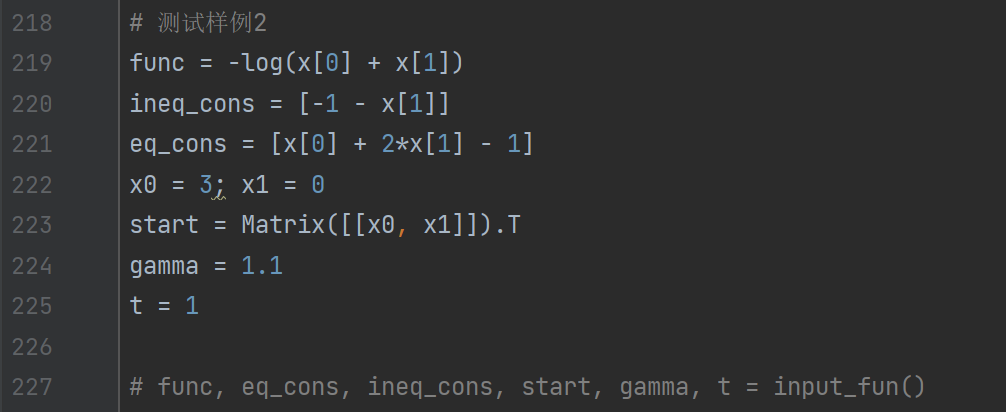 218 # 测试样例2
219 func = -log(x[0] + x[1])
220 ineq_cons = [-1 - x[1]]
221 eq_cons = [x[0] + 2*x[1] - 1]
222 x0 = 3; x1 = 0
223 start = Matrix([[x0, x1]]).T
224 gamma = 1.1
225 t = 1
226
227 # func, eq_cons, ineq_cons, start, gamma, t = input_fun()